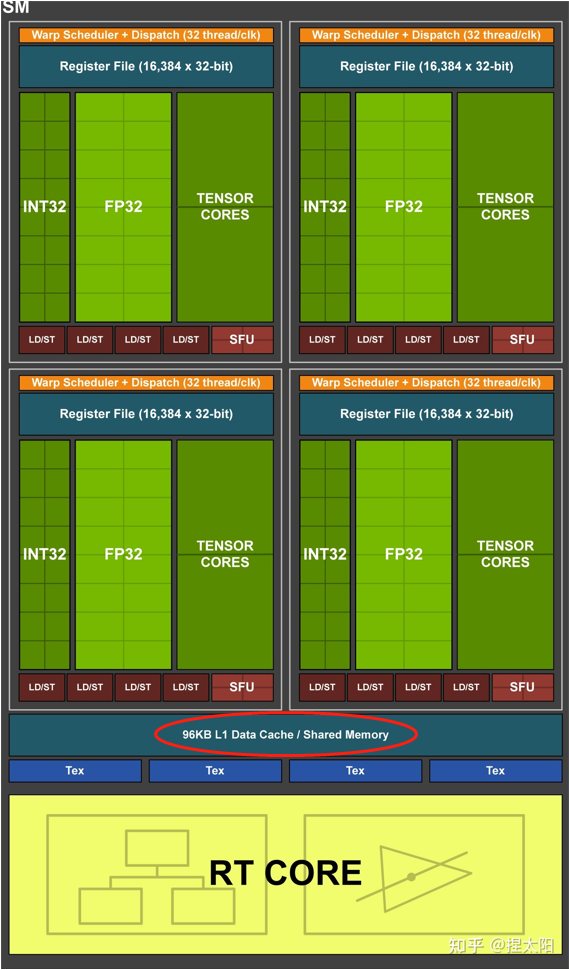 SM
Warp Scheduler + Dispatch (32 thread/clk)
Register File (16,384 x 32-bit)
INT32
FP32
TENSOR
CORES
LD/ST
LD/ST
LD/ST
LD/ST
SFU
Warp Scheduler + Dispatch (32 thread/clk)
Register File (16,384 x 32-bit)
INT32
FP32
TENSOR
CORES
LD/ST
LD/ST
LD/ST
LD/ST
SFU
Warp Scheduler + Dispatch (32 thread/clk)
Register File (16,384 x 32-bit)
INT32
FP32
TENSOR
CORES
LD/ST
LD/ST
LD/ST
LD/ST
SFU
Warp Scheduler + Dispatch (32 thread/clk)
Register File (16,384 x 32-bit)
INT32
FP32
TENSOR
CORES
LD/ST
LD/ST
LD/ST
LD/ST
SFU
96KB L1 Data Cache / Shared Memory
Tex
Tex
Tex
Tex
RT CORE
知乎 @捏太阳